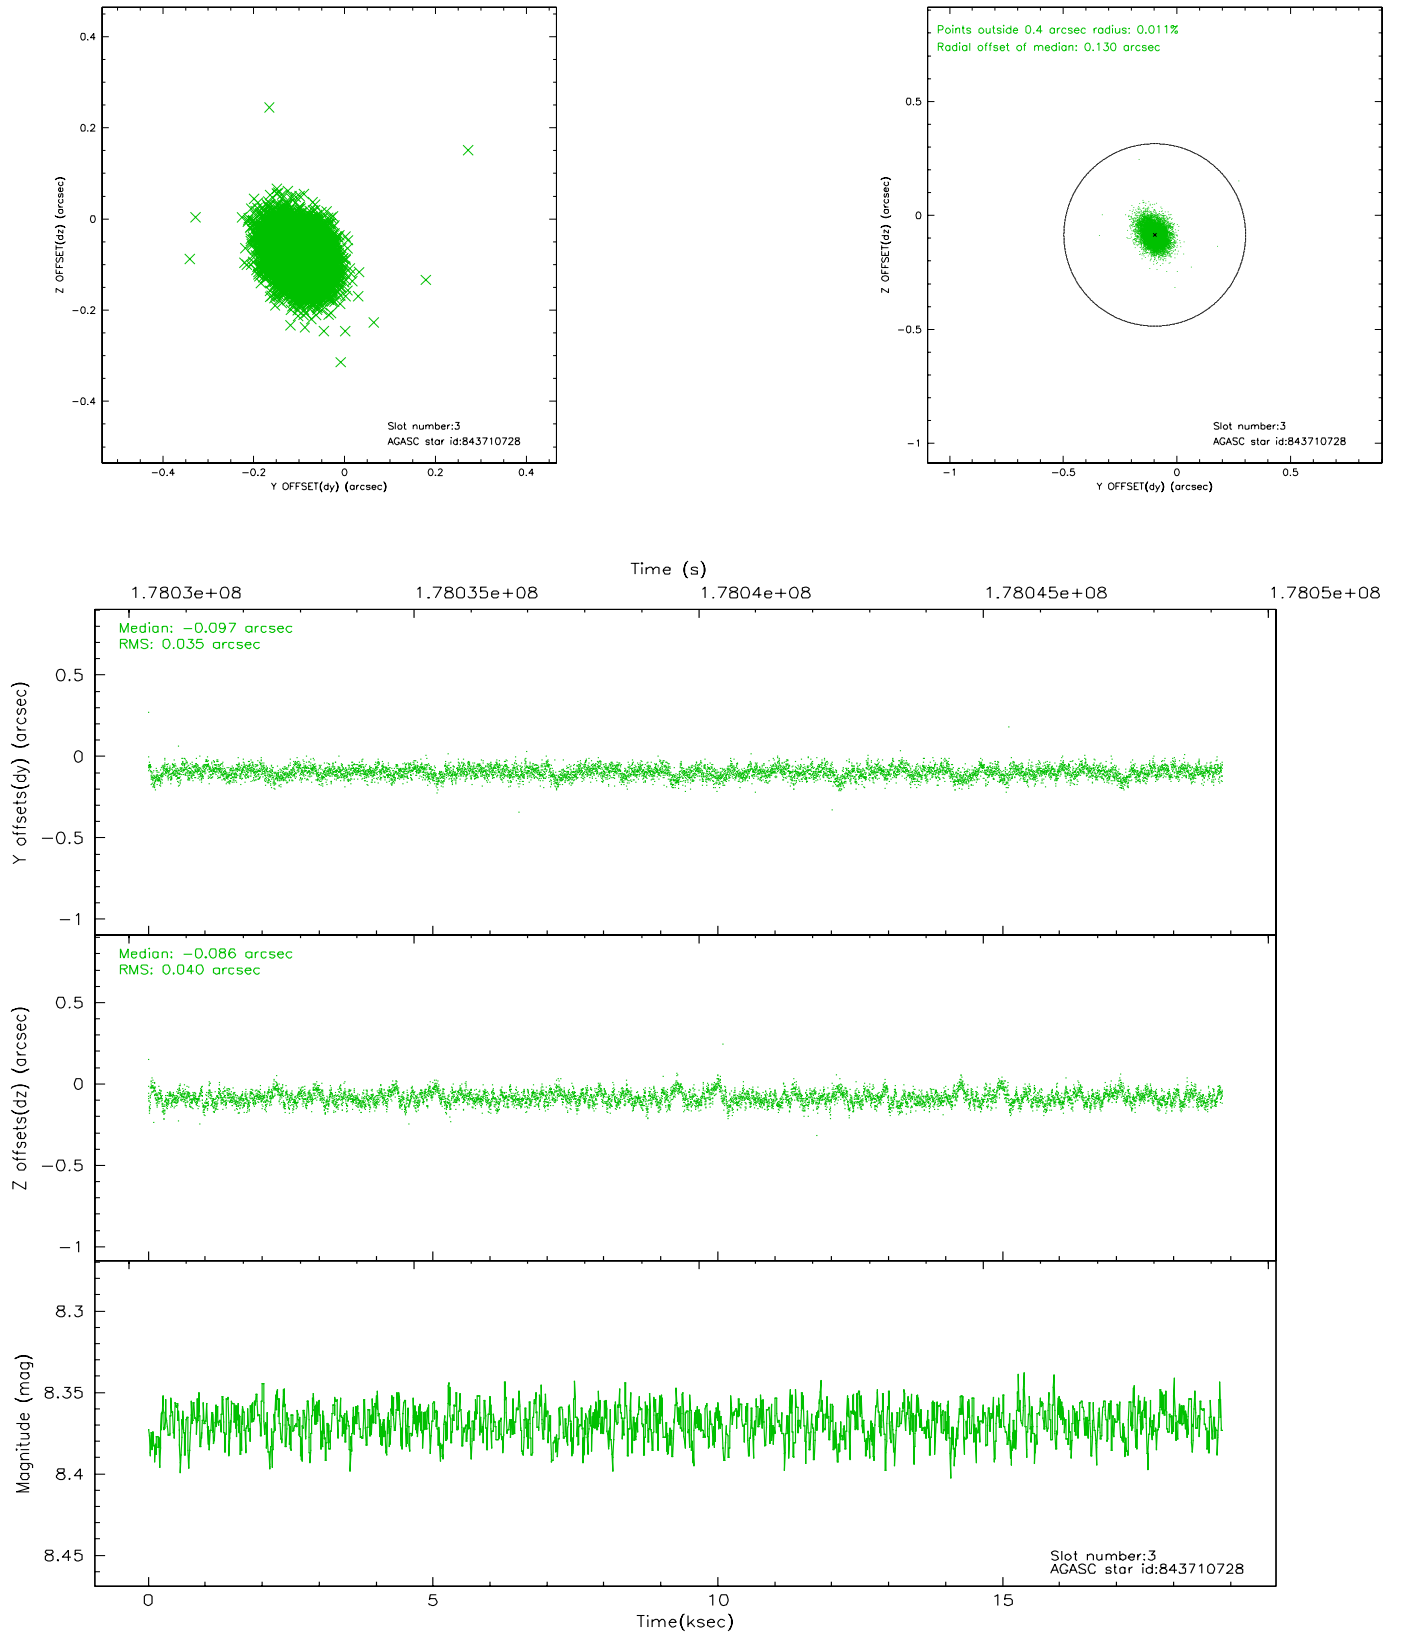 0.4
0.2
0
−0.2
−0.4
Z OFFSET(dz) (arcsec)
Slot number:3
AGASC star id:843710728
−0.4 −0.2 0 0.2 0.4
Y OFFSET(dy) (arcsec)
Points outside 0.4 arcsec radius: 0.011%
Radial offset of median: 0.130 arcsec
0.5
0
−0.5
−1
Z OFFSET(dz) (arcsec)
Slot number:3
AGASC star id:843710728
−1 −0.5 0 0.5
Y OFFSET(dy) (arcsec)
Time (s)
1.7803e+08 1.78035e+08 1.7804e+08 1.78045e+08 1.7805e+08
Median: −0.097 arcsec
RMS: 0.035 arcsec
0.5
0
−0.5
−1
Y offsets(dy) (arcsec)
Median: −0.086 arcsec
RMS: 0.040 arcsec
0.5
0
−0.5
−1
Z offsets(dz) (arcsec)
8.3
8.35
8.4
8.45
Magnitude (mag)
Slot number:3
AGASC star id:843710728
0 5 10 15
Time(ksec)